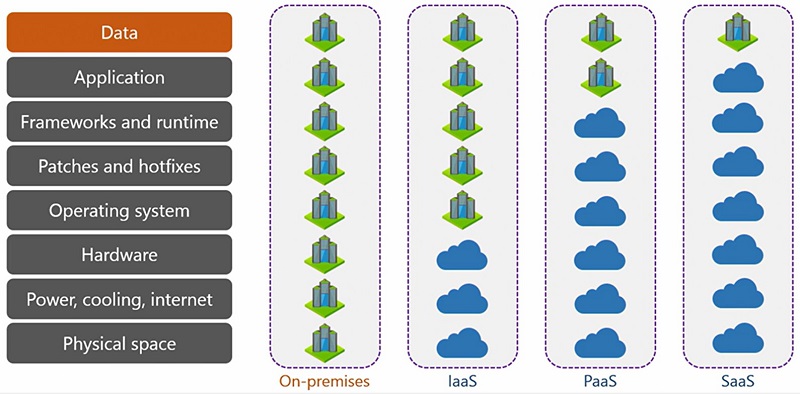 Data
Application
Frameworks and runtime
Patches and hotfixes
Operating system
Hardware
Power, cooling, internet
Physical space
On-premises
IaaS
PaaS
SaaS